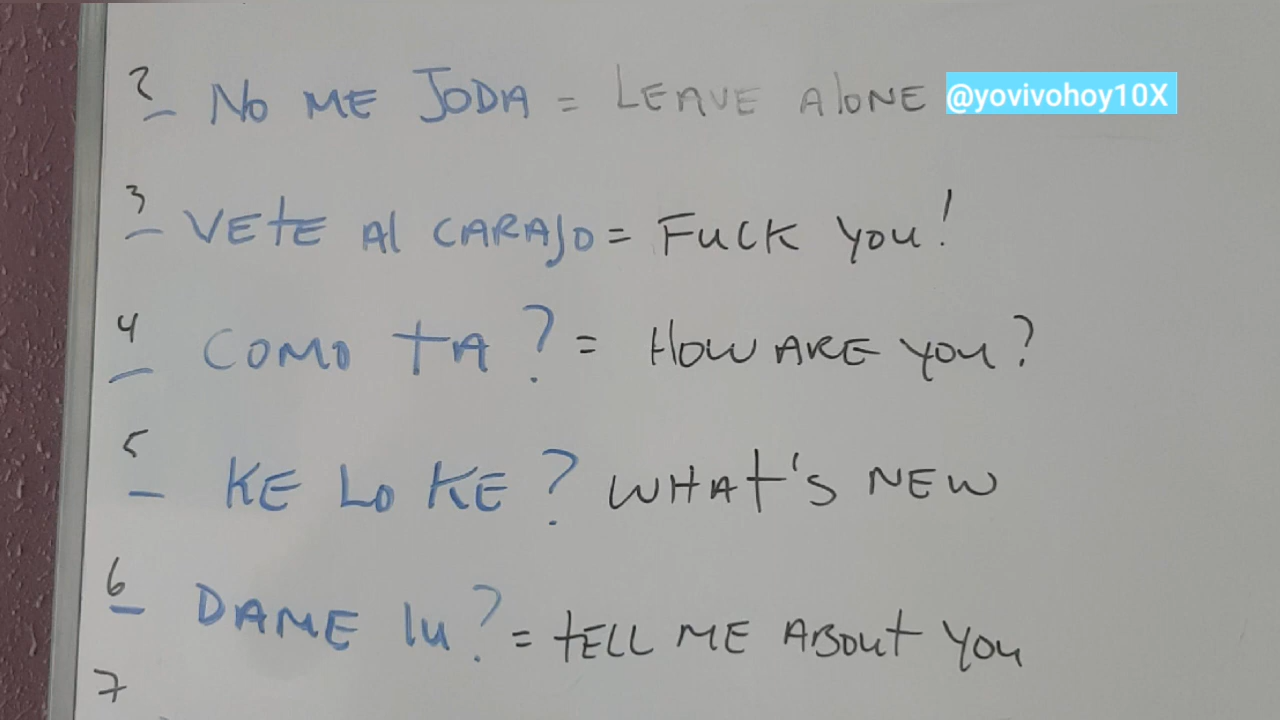 2 No ME JODA = LEAVE AloNE @yovivohoy10X
3 VEtE Al CARAJO = FUCK YOU!
4 COMO tA? = HOW ARE YOU?
5 KE LO KE? WHAt'S NEW
6 DAME lu? = tELL ME ABOUt YOU
7